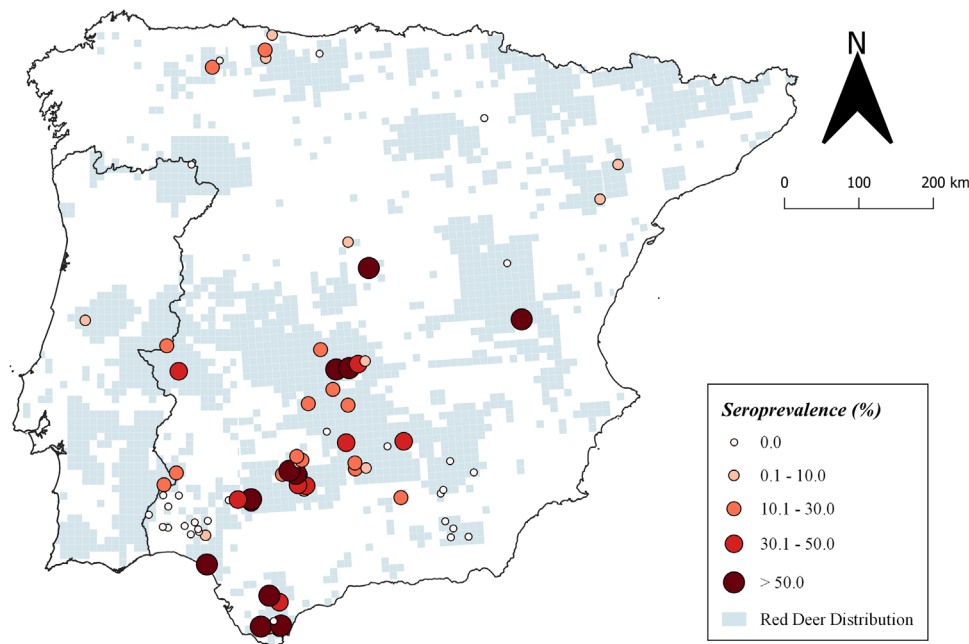 N
0 100 200 km
Seroprevalence (%)
0.0
0.1 - 10.0
10.1 - 30.0
30.1 - 50.0
> 50.0
Red Deer Distribution